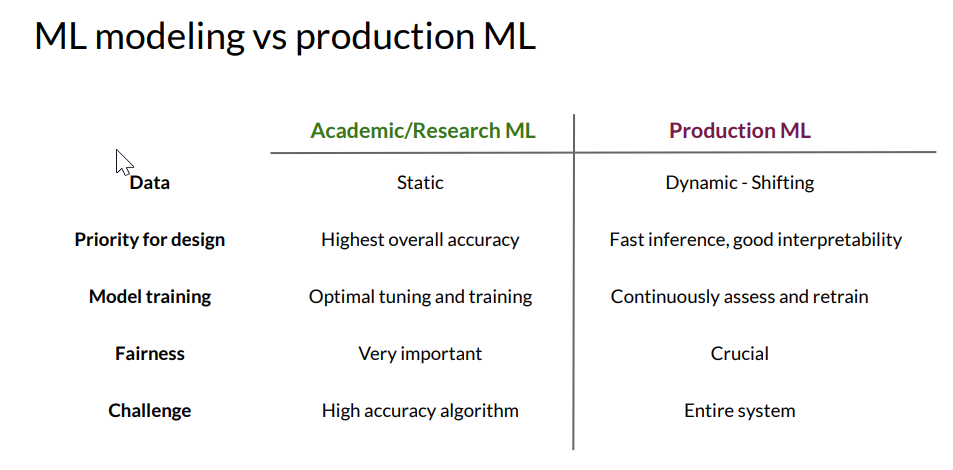 ML modeling vs production ML
Academic/Research ML Production ML
Data Static Dynamic - Shifting
Priority for design Highest overall accuracy Fast inference, good interpretability
Model training Optimal tuning and training Continuously assess and retrain
Fairness Very important Crucial
Challenge High accuracy algorithm Entire system